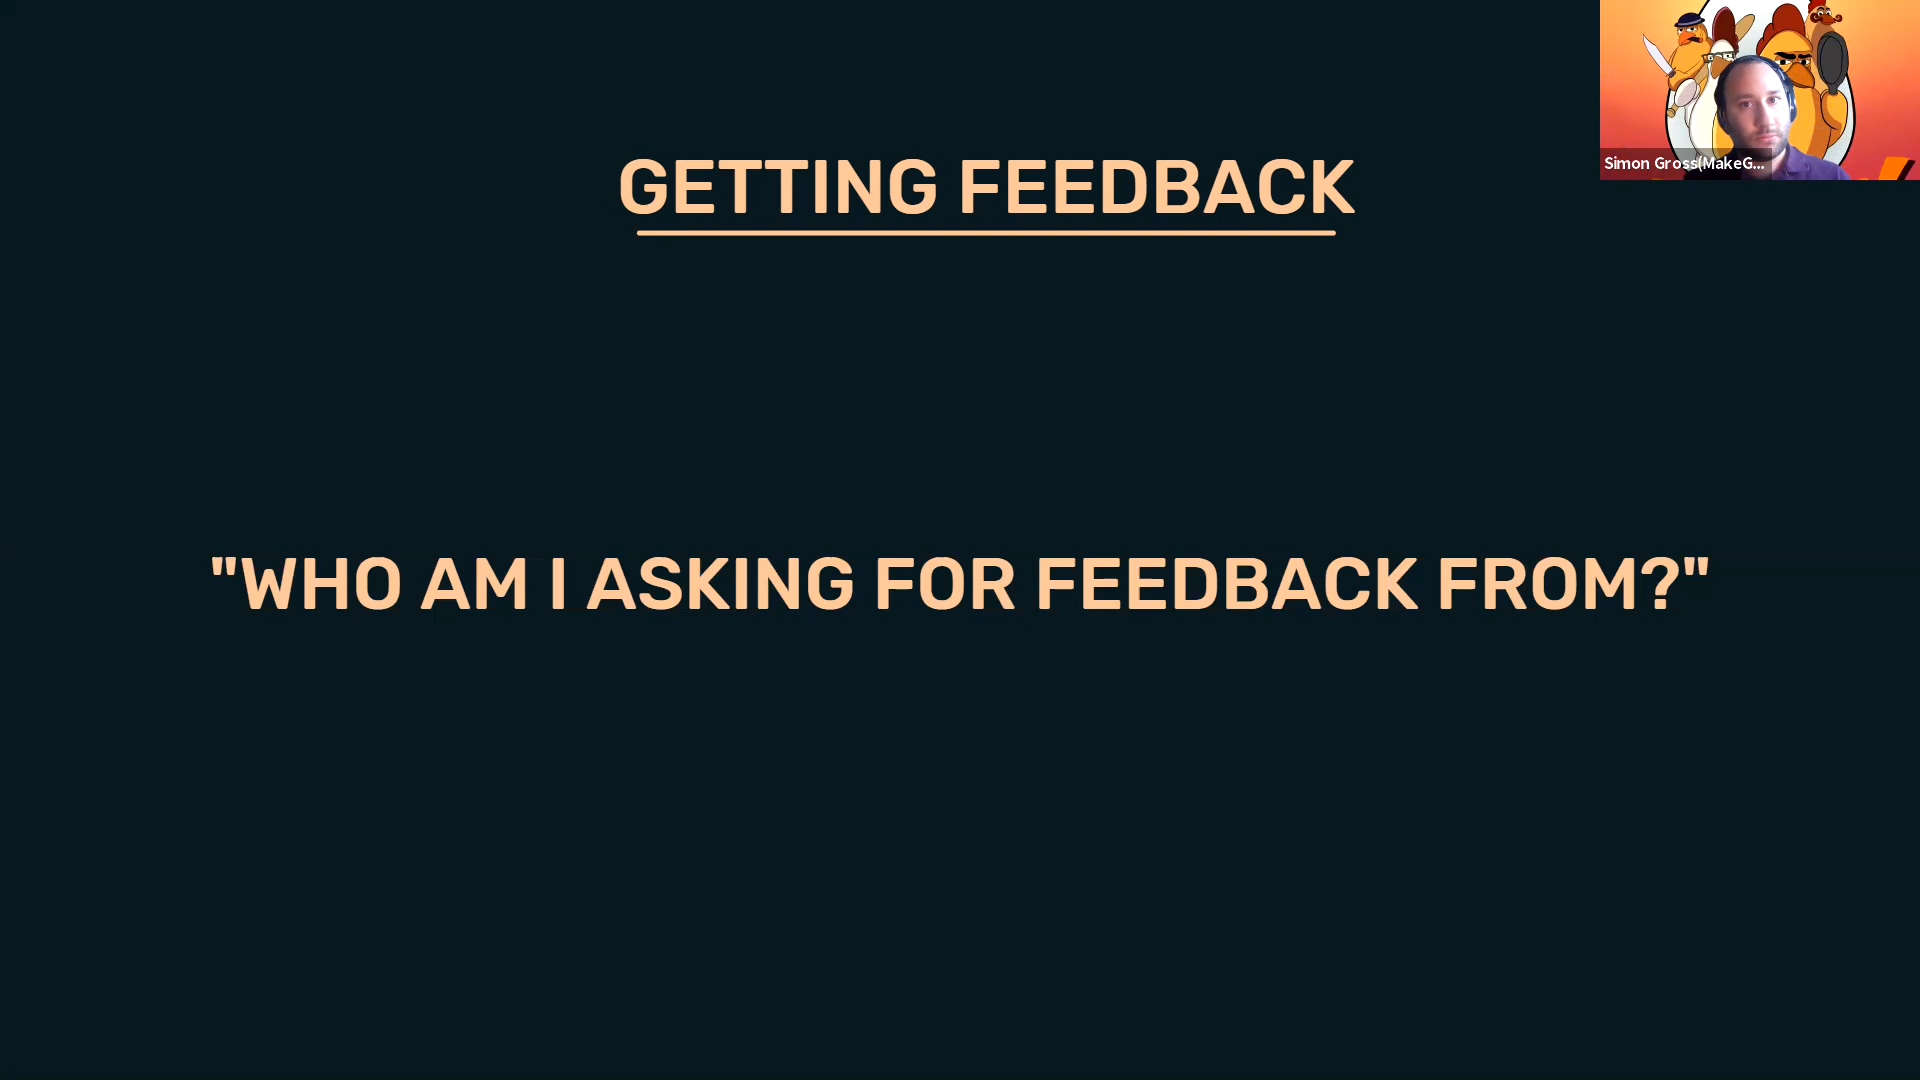 GETTING FEEDBACK
Simon Gross(MakeG...
"WHO AM I ASKING FOR FEEDBACK FROM?"